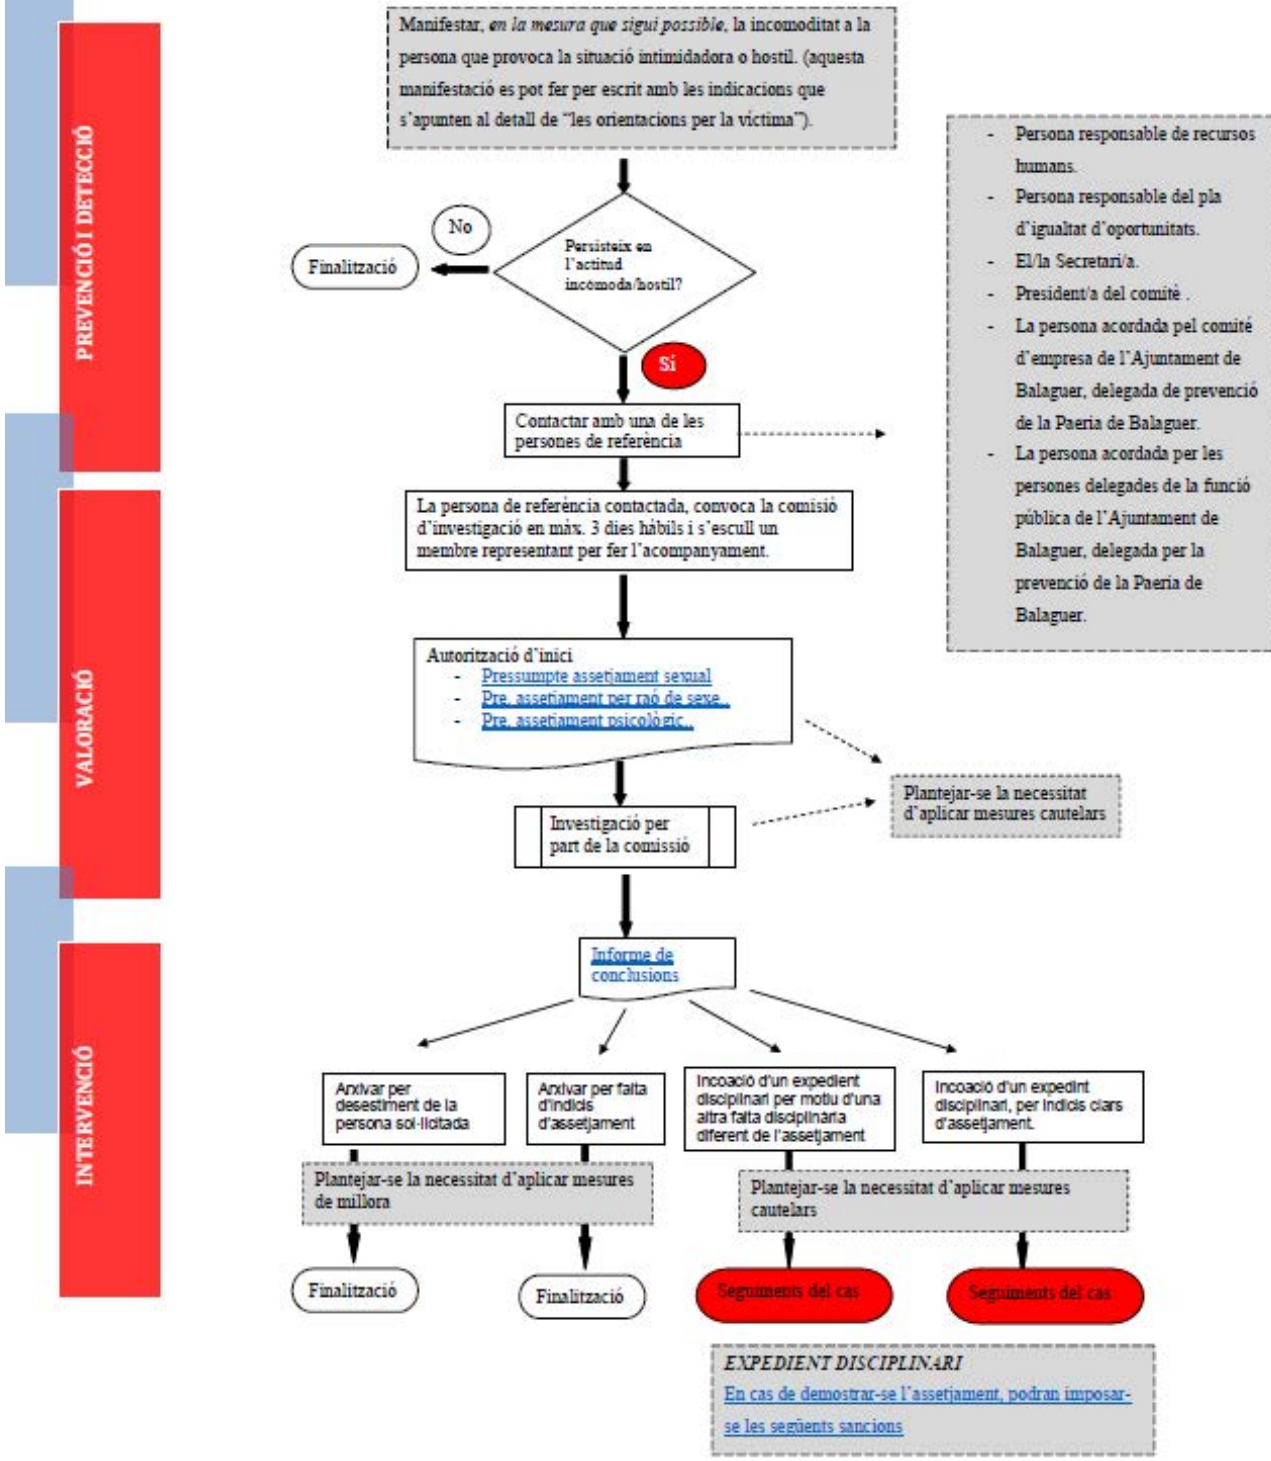 Manifestar, en la mesura que sigui possible, la incomoditat a la
persona que provoca la situació intimidadora o hostil. (aquesta
manifestació es pot fer per escrit amb les indicacions que
s'apunten al detall de "les orientacions per la víctima").
PREVENCIÓ I DETECCIÓ
No
Finalització
Persisteix en
l'actitud
incòmoda/hostil?
Sí
Contactar amb una de les
persones de referència
- Persona responsable de recursos
humans.
- Persona responsable del pla
d'igualtat d'oportunitats.
- El/la Secretari/a.
- President/a del comitè .
- La persona acordada pel comité
d'empresa de l'Ajuntament de
Balaguer, delegada de prevenció
de la Paeria de Balaguer.
- La persona acordada per les
persones delegades de la funció
pública de l'Ajuntament de
Balaguer, delegada per la
prevenció de la Paeria de
Balaguer.
VALORACIÓ
La persona de referència contactada, convoca la comisió
d'investigació en màx. 3 dies hàbils i s'escull un
membre representant per fer l'acompanyament.
Autorització d'inici
- Pressumpte assetjament sexual
- Pre. assetjament per raó de sexe..
- Pre. assetjament psicològic..
Plantejar-se la necessitat
d'aplicar mesures cautelars
Investigació per
part de la comissió
INTERVENCIÓ
Informe de
conclusions
Arxivar per
desestiment de la
persona sol·licitada
Arxivar per falta
d'indicis
d'assetjament
Incoació d'un expedient
disciplinari per motiu d'una
altra falta disciplinària
diferent de l'assetjament
Incoació d'un expedint
disciplinari, per indicis clars
d'assetjament.
Plantejar-se la necessitat d'aplicar mesures
de millora
Plantejar-se la necessitat d'aplicar mesures
cautelars
Finalització
Finalització
Seguiments del cas
Seguiments del cas
EXPEDIENT DISCIPLINARI
En cas de demostrar-se l'assetjament, podran imposar-
se les següents sancions